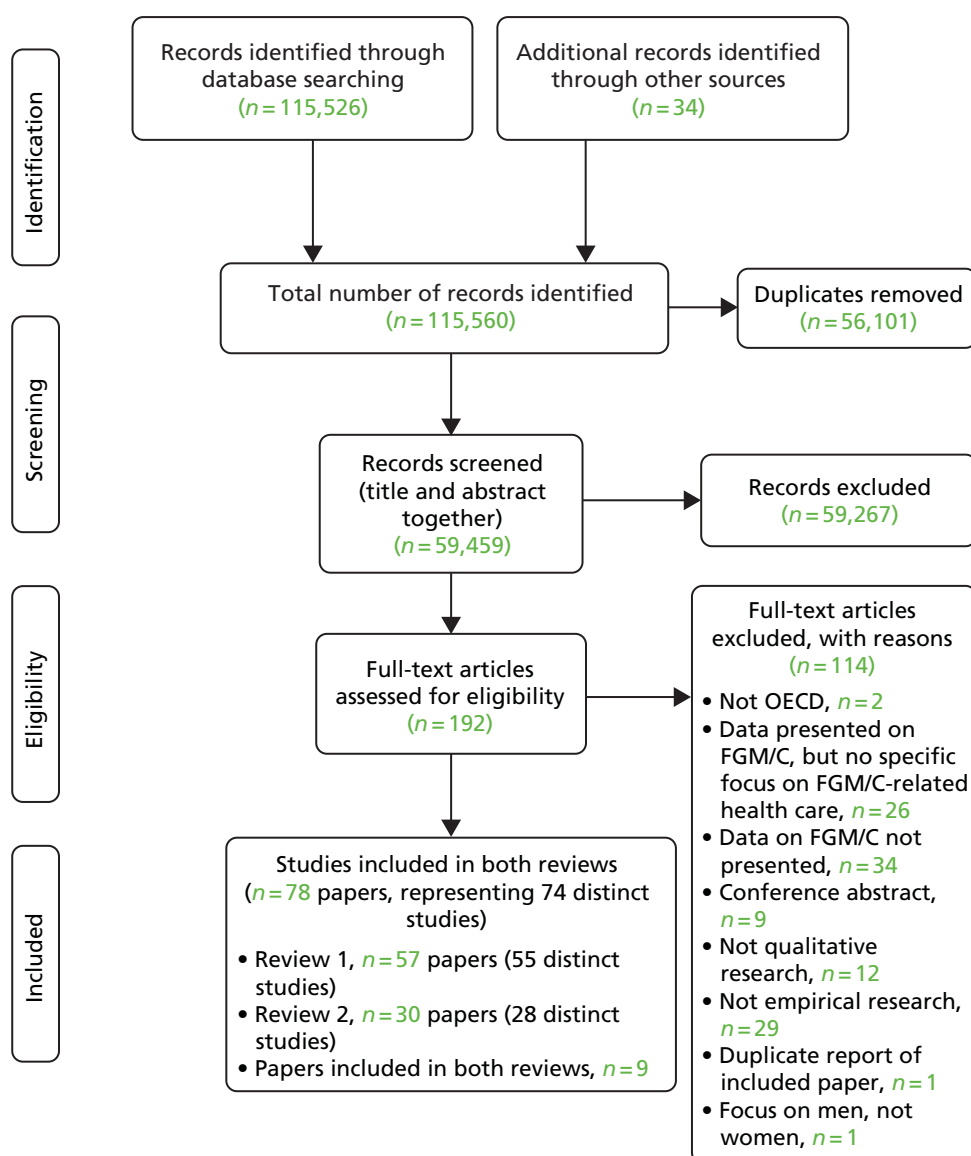 Identification
Records identified through
database searching
(n = 115,526)
Additional records identified
through other sources
(n = 34)
Total number of records identified
(n = 115,560)
Duplicates removed
(n = 56,101)
Screening
Records screened
(title and abstract
together)
(n = 59,459)
Records excluded
(n = 59,267)
Eligibility
Full-text articles
assessed for eligibility
(n = 192)
Full-text articles
excluded, with reasons
(n = 114)
• Not OECD, n = 2
• Data presented on
FGM/C, but no specific
focus on FGM/C-related
health care, n = 26
• Data on FGM/C not
presented, n = 34
• Conference abstract,
n = 9
• Not qualitative
research, n = 12
• Not empirical research,
n = 29
• Duplicate report of
included paper, n = 1
• Focus on men, not
women, n = 1
Included
Studies included in both reviews
(n = 78 papers, representing 74 distinct
studies)
• Review 1, n = 57 papers (55 distinct
studies)
• Review 2, n = 30 papers (28 distinct
studies)
• Papers included in both reviews, n = 9